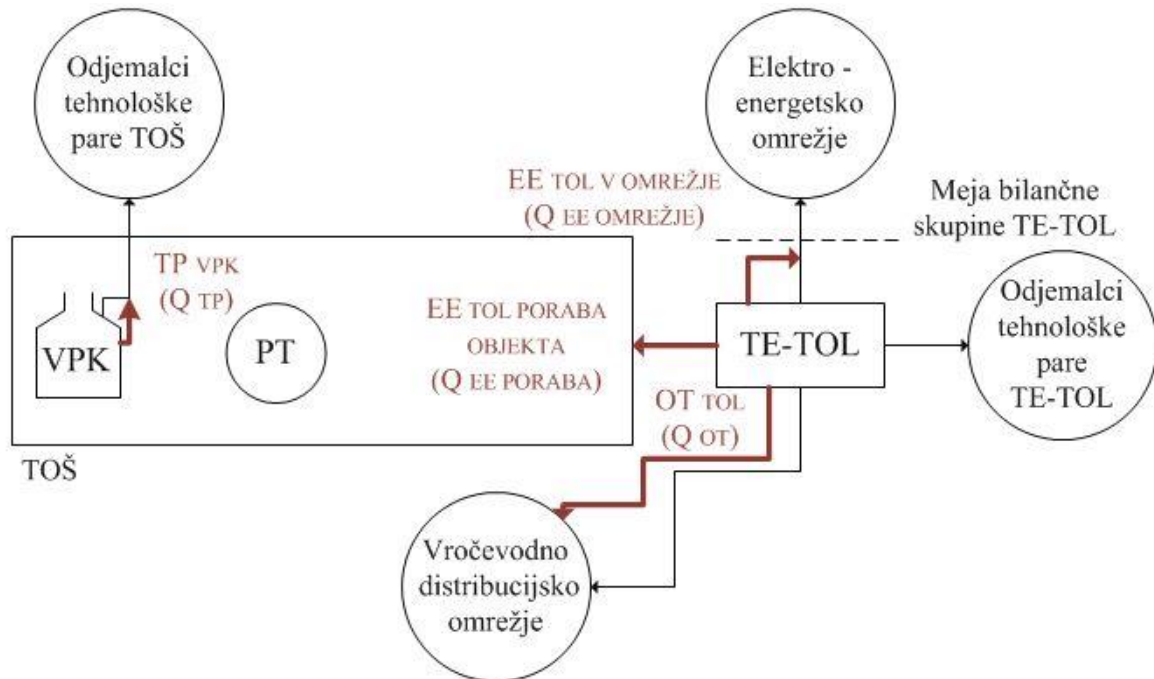 Odjemalci
tehnološke
pare TOŠ
Elektro -
energetsko
omrežje
EE TOL V OMREŽJE
(Q EE OMREŽJE)
Meja bilančne
skupine TE-TOL
TP VPK
(Q TP)
VPK
PT
EE TOL PORABA
OBJEKTA
(Q EE PORABA)
TE-TOL
Odjemalci
tehnološke
pare
TE-TOL
OT TOL
(Q OT)
TOŠ
Vročevodno
distribucijsko
omrežje